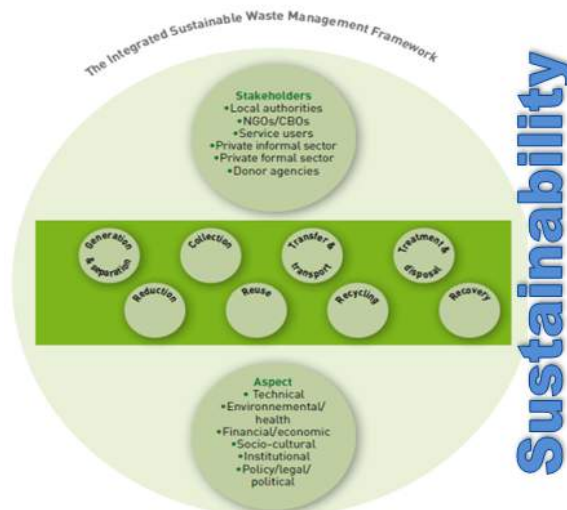 The Integrated Sustainable Waste Management Framework
Stakeholders
•Local authorities
•NGOs/CBOs
•Service users
•Private informal sector
•Private formal sector
•Donor agencies
Generation
& separation
Collection
Transfer &
transport
Treatment &
disposal
Reduction
Reuse
Recycling
Recovery
Aspect
• Technical
•Environnemental/
health
•Financial/economic
•Socio-cultural
•Institutional
•Policy/legal/
political
Sustainability